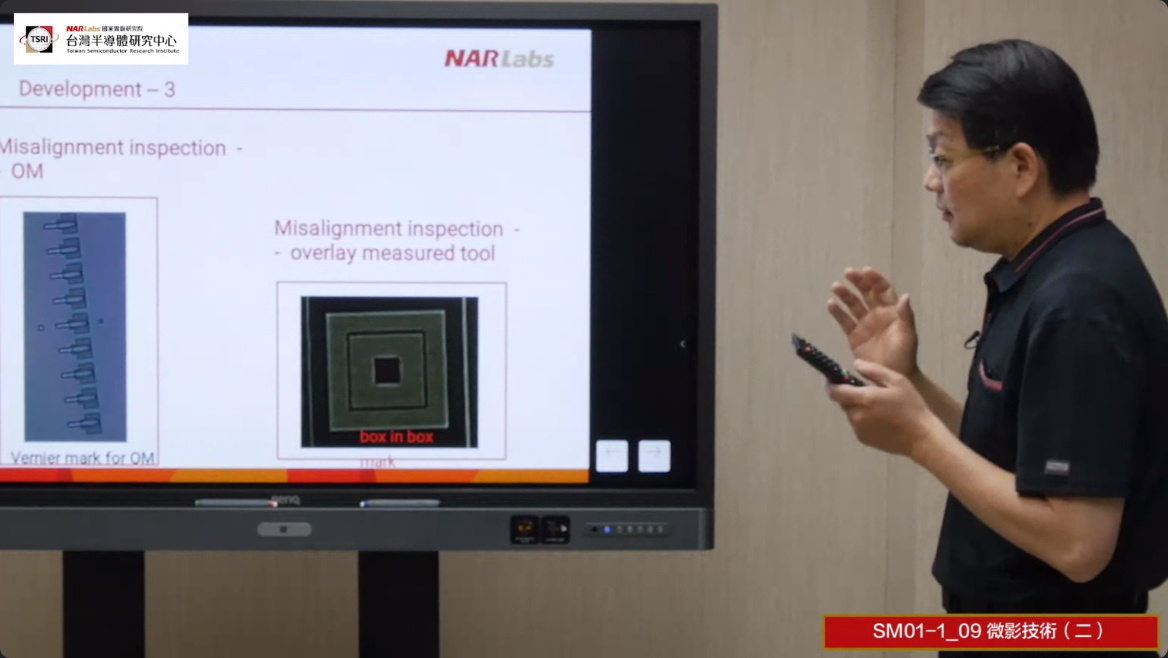 TSRI
NARLabs 國家實驗研究院
台灣半導體研究中心
Taiwan Semiconductor Research Institute
NARLabs
Development – 3
Misalignment inspection -
- OM
Misalignment inspection -
- overlay measured tool
box in box
mark
Vernier mark for OM
BenQ
SM01-1_09 微影技術（二）